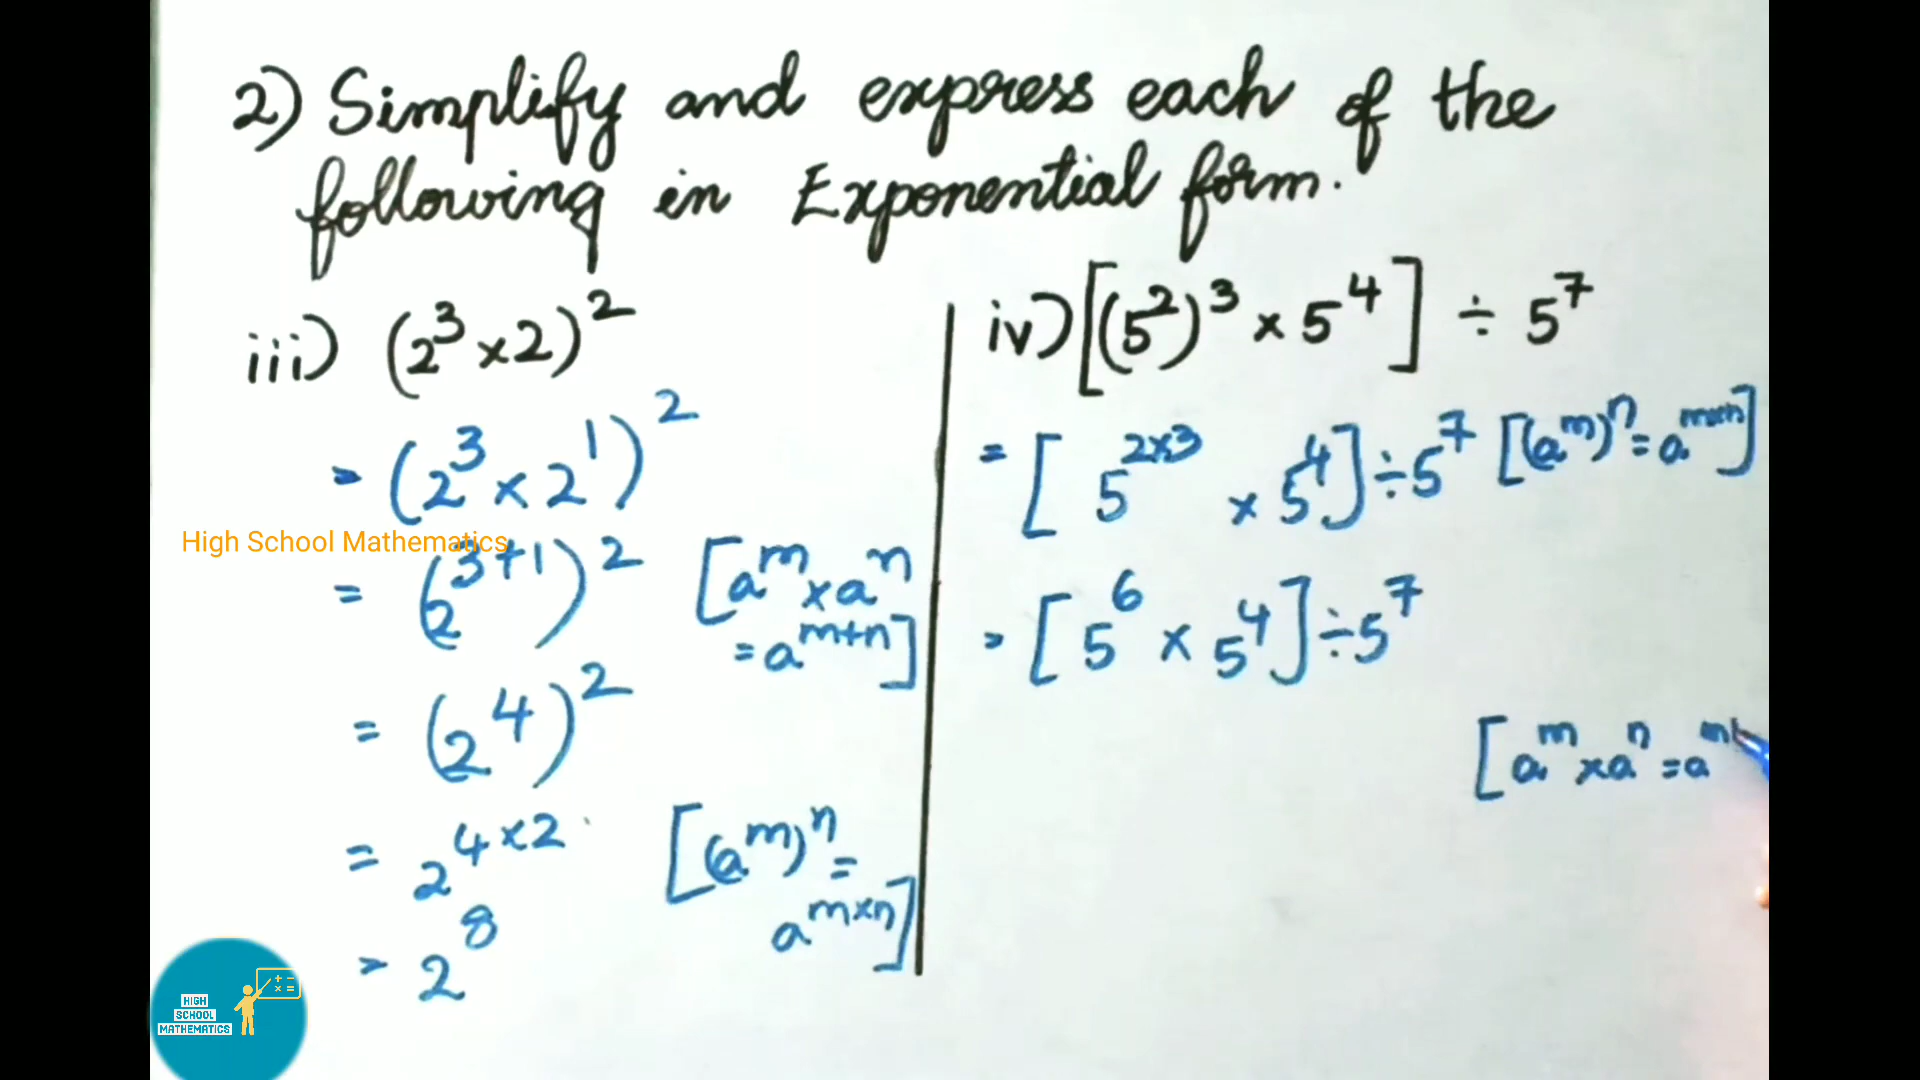 2) Simplify and express each of the
following in Exponential form.
iii) (2³ × 2)²
= (2³ × 2¹)²
High School Mathematics
= (2³⁺¹)² [aᵐ × aⁿ
= aᵐ⁺ⁿ]
= (2⁴)²
= 2⁴ˣ² [(aᵐ)ⁿ =
aᵐˣⁿ]
= 2⁸
iv) [(5²)³ × 5⁴] ÷ 5⁷
= [5²ˣ³ × 5⁴] ÷ 5⁷ [(aᵐ)ⁿ = aᵐˣⁿ]
= [5⁶ × 5⁴] ÷ 5⁷
[aᵐ × aⁿ = aᵐ
HIGH
SCHOOL
MATHEMATICS
+ −
× =